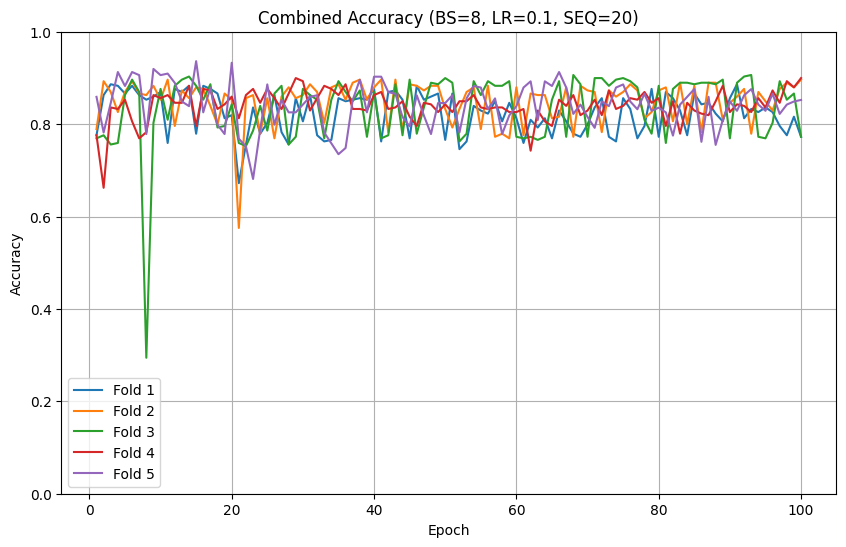 Combined Accuracy (BS=8, LR=0.1, SEQ=20)
1.0
0.8
0.6
0.4
0.2
0.0
Accuracy
Fold 1
Fold 2
Fold 3
Fold 4
Fold 5
0 20 40 60 80 100
Epoch